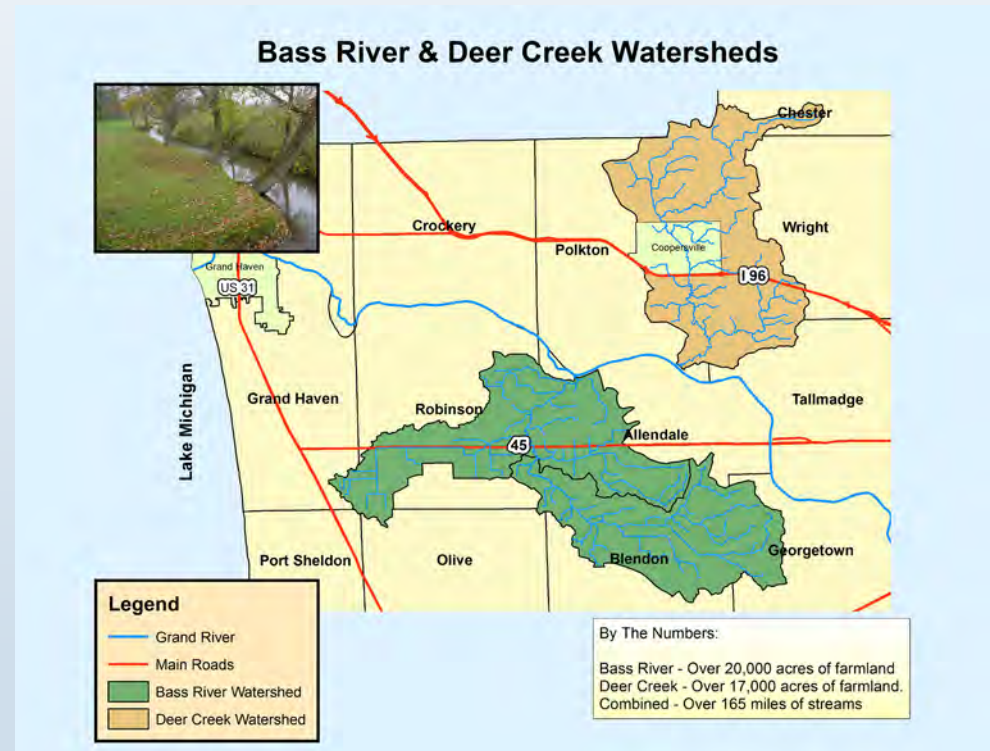 Bass River & Deer Creek Watersheds
Chester
Crockery
Wright
Polkton
Coopersville
Grand Haven
I 96
US 31
Lake Michigan
Grand Haven
Robinson
Tallmadge
Allendale
45
Port Sheldon
Olive
Blendon
Georgetown
Legend
Grand River
Main Roads
Bass River Watershed
Deer Creek Watershed
By The Numbers:
Bass River - Over 20,000 acres of farmland
Deer Creek - Over 17,000 acres of farmland.
Combined - Over 165 miles of streams